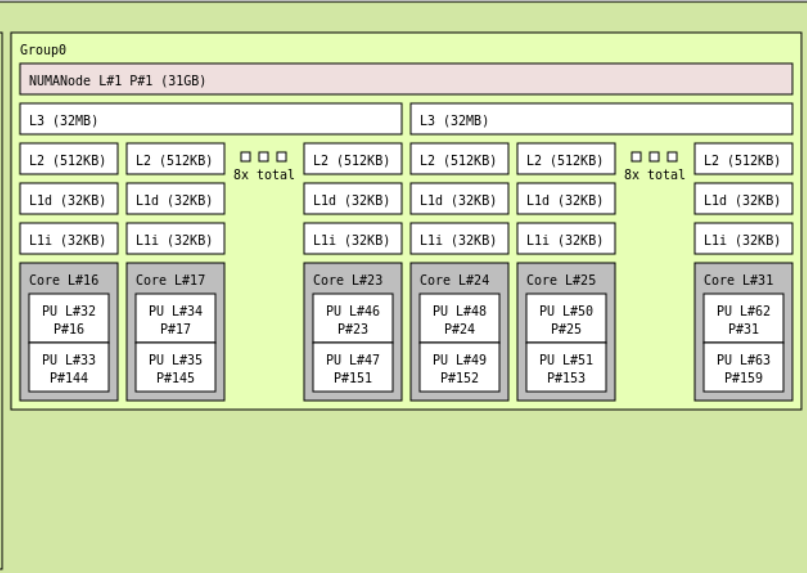 Group0
NUMANode L#1 P#1 (31GB)
L3 (32MB) L3 (32MB)
L2 (512KB) L2 (512KB) 8x total L2 (512KB) L2 (512KB) L2 (512KB) 8x total L2 (512KB)
L1d (32KB) L1d (32KB) L1d (32KB) L1d (32KB) L1d (32KB) L1d (32KB)
L1i (32KB) L1i (32KB) L1i (32KB) L1i (32KB) L1i (32KB) L1i (32KB)
Core L#16 Core L#17 Core L#23 Core L#24 Core L#25 Core L#31
PU L#32 PU L#34 PU L#46 PU L#48 PU L#50 PU L#62
P#16 P#17 P#23 P#24 P#25 P#31
PU L#33 PU L#35 PU L#47 PU L#49 PU L#51 PU L#63
P#144 P#145 P#151 P#152 P#153 P#159